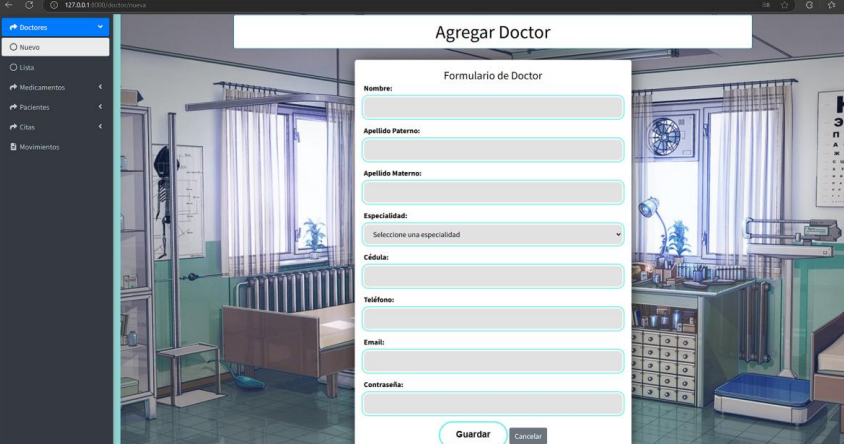 127.0.0.1:8000/doctor/nueva
Doctores
Nuevo
Lista
Medicamentos
Pacientes
Citas
Movimientos
Agregar Doctor
Formulario de Doctor
Nombre:
Apellido Paterno:
Apellido Materno:
Especialidad:
Seleccione una especialidad
Cédula:
Teléfono:
Email:
Contraseña:
Guardar
Cancelar